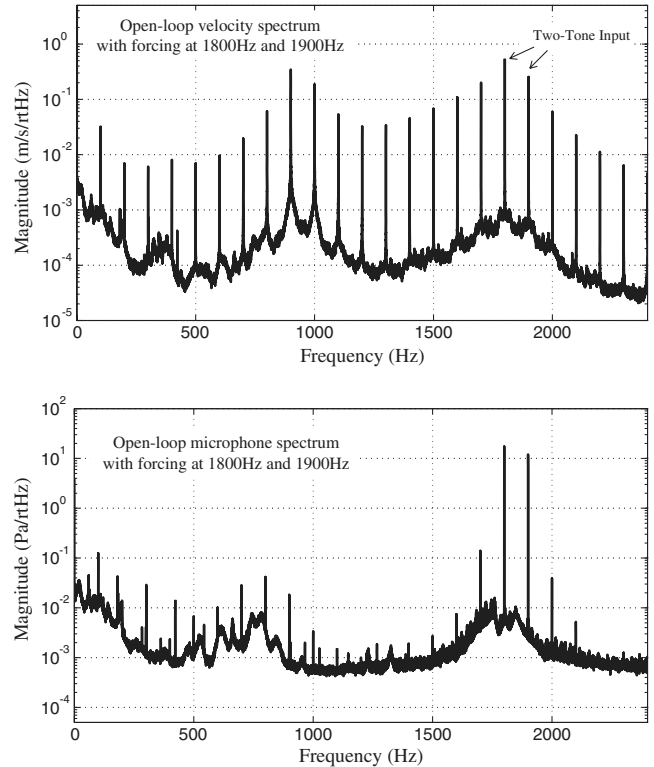 Open-loop velocity spectrum
with forcing at 1800Hz and 1900Hz
Two-Tone Input
Magnitude (m/s/rtHz)
10^0
10^-1
10^-2
10^-3
10^-4
10^-5
0 500 1000 1500 2000
Frequency (Hz)
Open-loop microphone spectrum
with forcing at 1800Hz and 1900Hz
Magnitude (Pa/rtHz)
10^2
10^1
10^0
10^-1
10^-2
10^-3
10^-4
0 500 1000 1500 2000
Frequency (Hz)